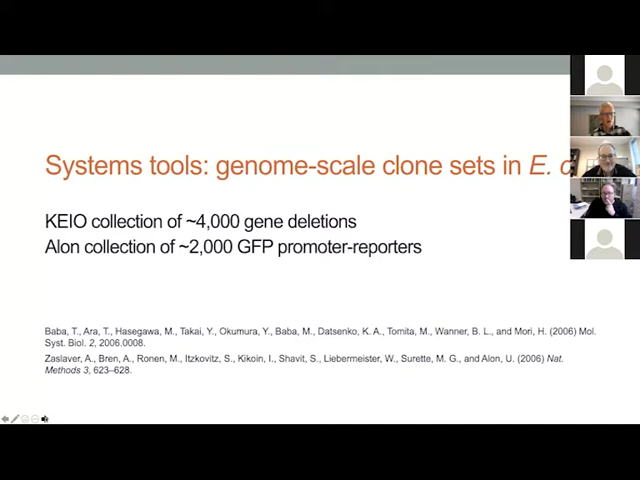 Systems tools: genome-scale clone sets in E. c
KEIO collection of ~4,000 gene deletions
Alon collection of ~2,000 GFP promoter-reporters
Baba, T., Ara, T., Hasegawa, M., Takai, Y., Okumura, Y., Baba, M., Datsenko, K. A., Tomita, M., Wanner, B. L., and Mori, H. (2006) Mol.
Syst. Biol. 2, 2006.0008.
Zaslaver, A., Bren, A., Ronen, M., Itzkovitz, S., Kikoin, I., Shavit, S., Liebermeister, W., Surette, M. G., and Alon, U. (2006) Nat.
Methods 3, 623–628.